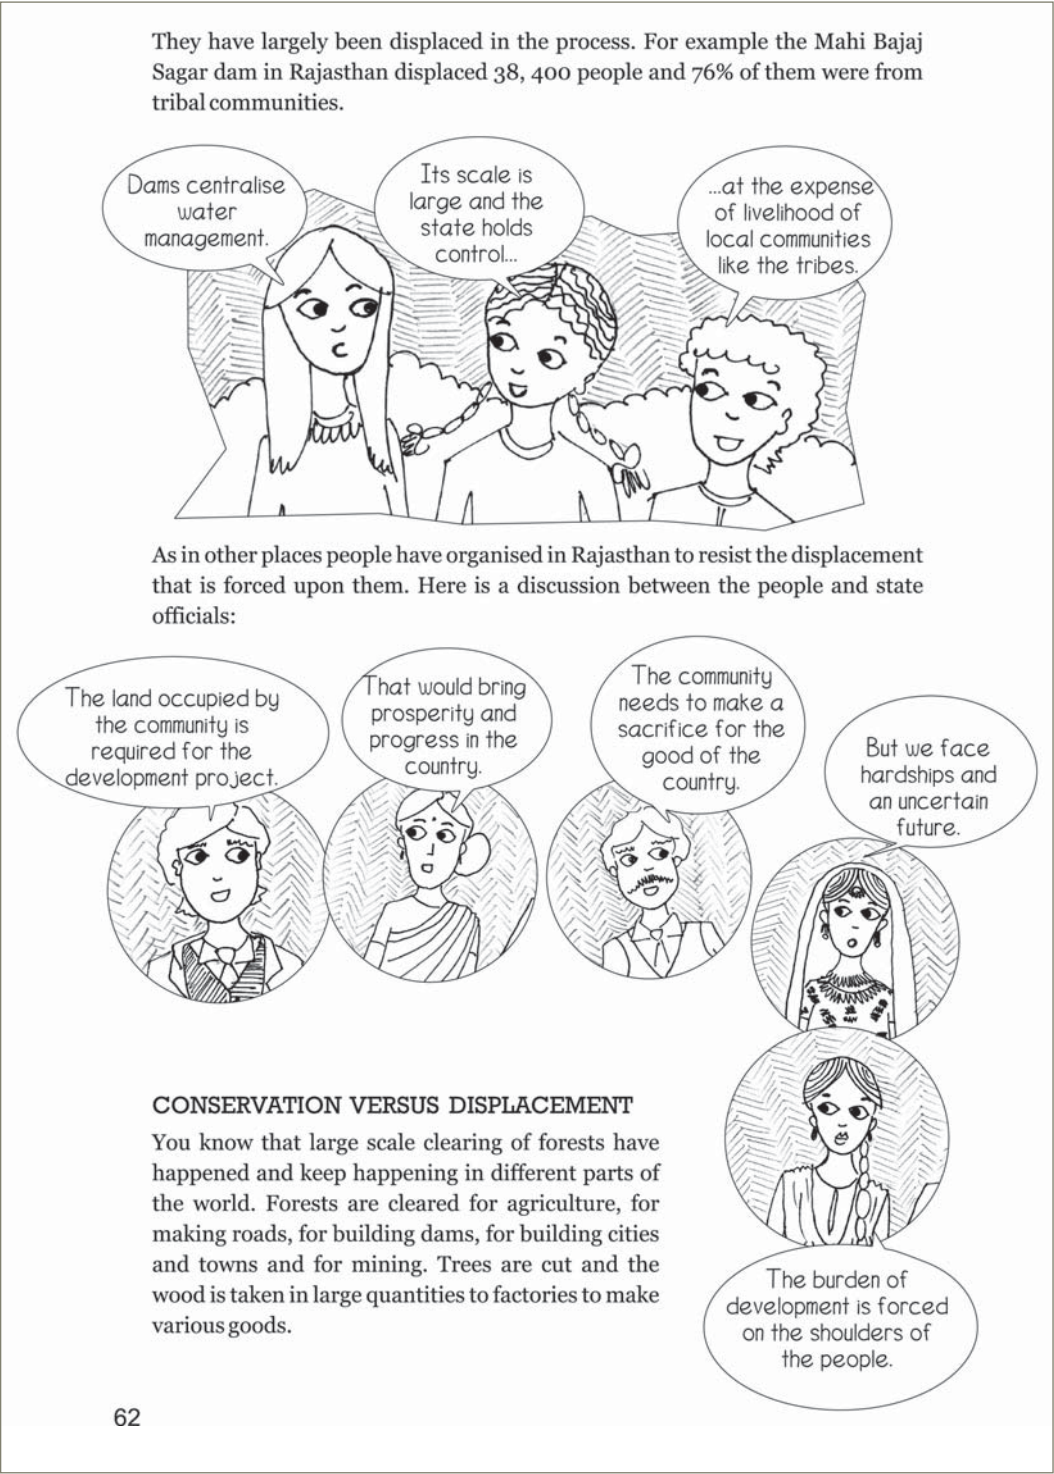 They have largely been displaced in the process. For example the Mahi Bajaj
Sagar dam in Rajasthan displaced 38, 400 people and 76% of them were from
tribal communities.
Dams centralise
water
management.
Its scale is
large and the
state holds
control...
...at the expense
of livelihood of
local communities
like the tribes.
As in other places people have organised in Rajasthan to resist the displacement
that is forced upon them. Here is a discussion between the people and state
officials:
The land occupied by
the community is
required for the
development project.
That would bring
prosperity and
progress in the
country.
The community
needs to make a
sacrifice for the
good of the
country.
But we face
hardships and
an uncertain
future.
The burden of
development is forced
on the shoulders of
the people.
CONSERVATION VERSUS DISPLACEMENT
You know that large scale clearing of forests have
happened and keep happening in different parts of
the world. Forests are cleared for agriculture, for
making roads, for building dams, for building cities
and towns and for mining. Trees are cut and the
wood is taken in large quantities to factories to make
various goods.
62